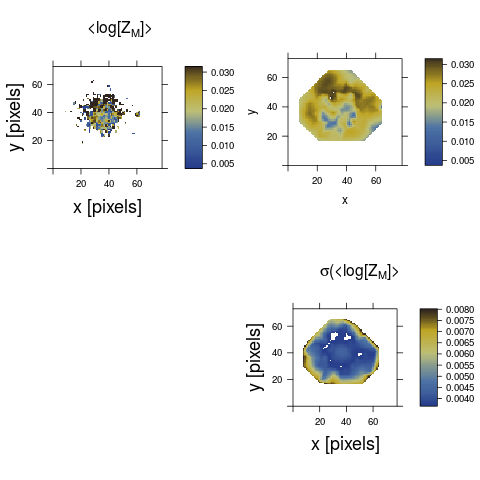 <log[Z_M]>
y [pixels]
60
40
20
20 40 60
x [pixels]
0.030
0.025
0.020
0.015
0.010
0.005
y
60
40
20
20 40 60
x
0.030
0.025
0.020
0.015
0.010
0.005
σ(<log[Z_M]>
y [pixels]
60
40
20
20 40 60
x [pixels]
0.0080
0.0075
0.0070
0.0065
0.0060
0.0055
0.0050
0.0045
0.0040